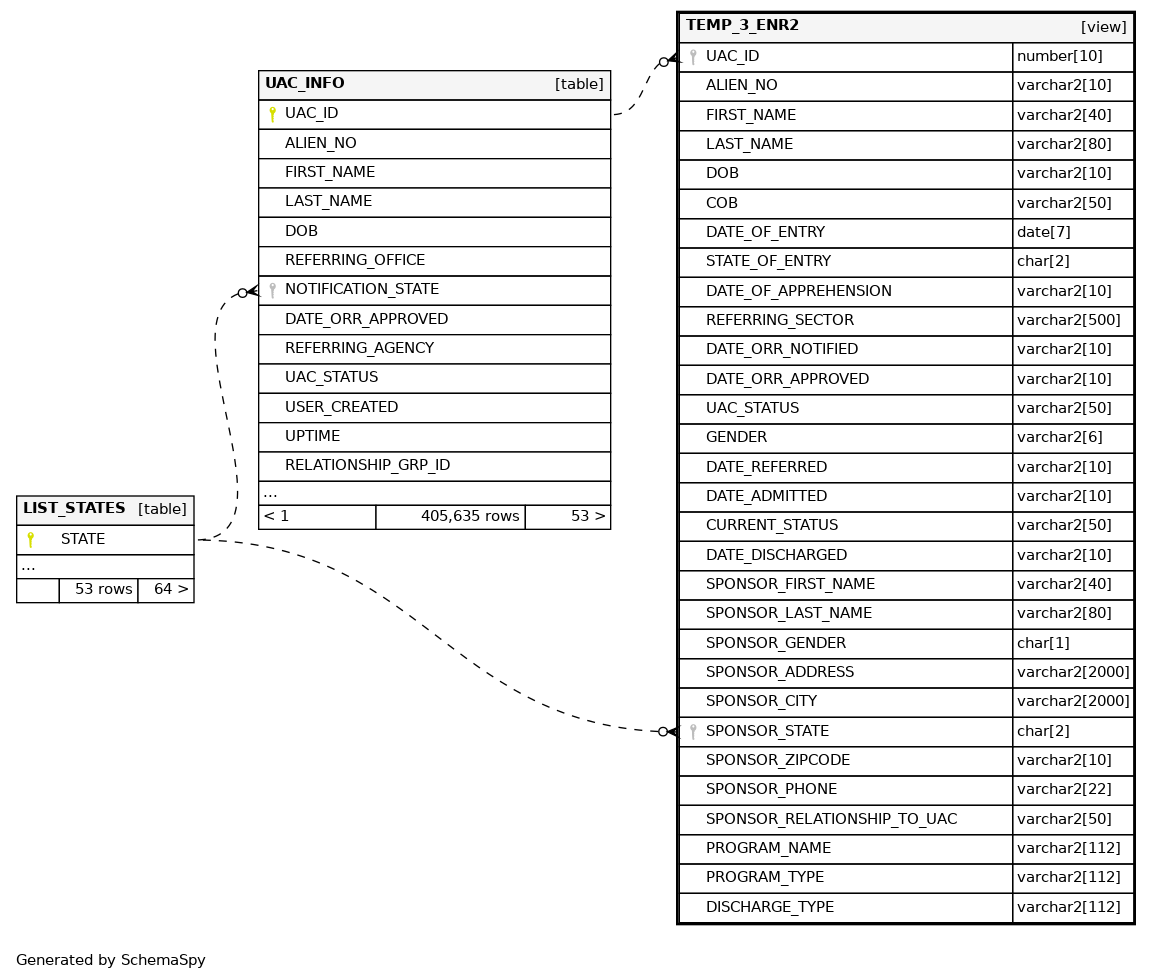 TEMP_3_ENR2 [view]
UAC_ID number[10]
ALIEN_NO varchar2[10]
FIRST_NAME varchar2[40]
LAST_NAME varchar2[80]
DOB varchar2[10]
COB varchar2[50]
DATE_OF_ENTRY date[7]
STATE_OF_ENTRY char[2]
DATE_OF_APPREHENSION varchar2[10]
REFERRING_SECTOR varchar2[500]
DATE_ORR_NOTIFIED varchar2[10]
DATE_ORR_APPROVED varchar2[10]
UAC_STATUS varchar2[50]
GENDER varchar2[6]
DATE_REFERRED varchar2[10]
DATE_ADMITTED varchar2[10]
CURRENT_STATUS varchar2[50]
DATE_DISCHARGED varchar2[10]
SPONSOR_FIRST_NAME varchar2[40]
SPONSOR_LAST_NAME varchar2[80]
SPONSOR_GENDER char[1]
SPONSOR_ADDRESS varchar2[2000]
SPONSOR_CITY varchar2[2000]
SPONSOR_STATE char[2]
SPONSOR_ZIPCODE varchar2[10]
SPONSOR_PHONE varchar2[22]
SPONSOR_RELATIONSHIP_TO_UAC varchar2[50]
PROGRAM_NAME varchar2[112]
PROGRAM_TYPE varchar2[112]
DISCHARGE_TYPE varchar2[112]
UAC_INFO [table]
UAC_ID
ALIEN_NO
FIRST_NAME
LAST_NAME
DOB
REFERRING_OFFICE
NOTIFICATION_STATE
DATE_ORR_APPROVED
REFERRING_AGENCY
UAC_STATUS
USER_CREATED
UPTIME
RELATIONSHIP_GRP_ID
...
< 1 405,635 rows 53 >
LIST_STATES [table]
STATE
...
53 rows 64 >
Generated by SchemaSpy